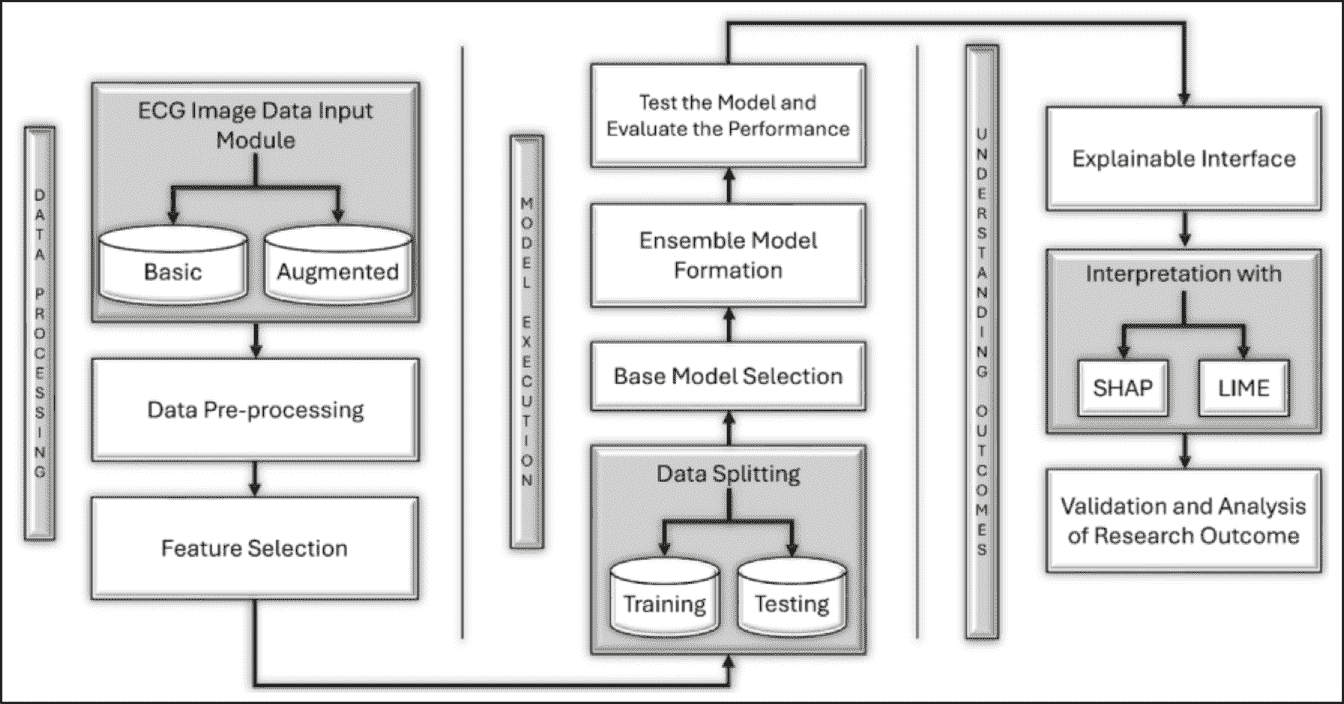 DATA PROCESSING
ECG Image Data Input
Module
Basic
Augmented
Data Pre-processing
Feature Selection
MODEL EXECUTION
Test the Model and
Evaluate the Performance
Ensemble Model
Formation
Base Model Selection
Data Splitting
Training
Testing
UNDERSTANDING OUTCOMES
Explainable Interface
Interpretation with
SHAP
LIME
Validation and Analysis
of Research Outcome